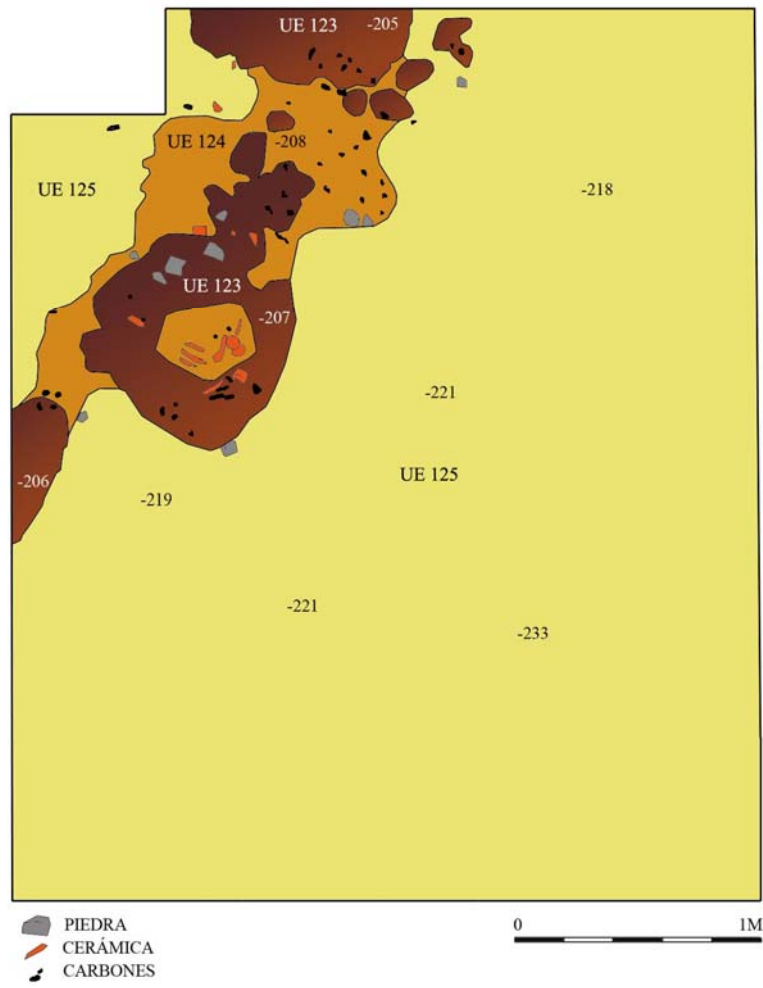 UE 123
-205
UE 124
-208
UE 125
-218
UE 123
-207
-221
UE 125
-206
-219
-221
-233
PIEDRA
CERÁMICA
CARBONES
0 1M